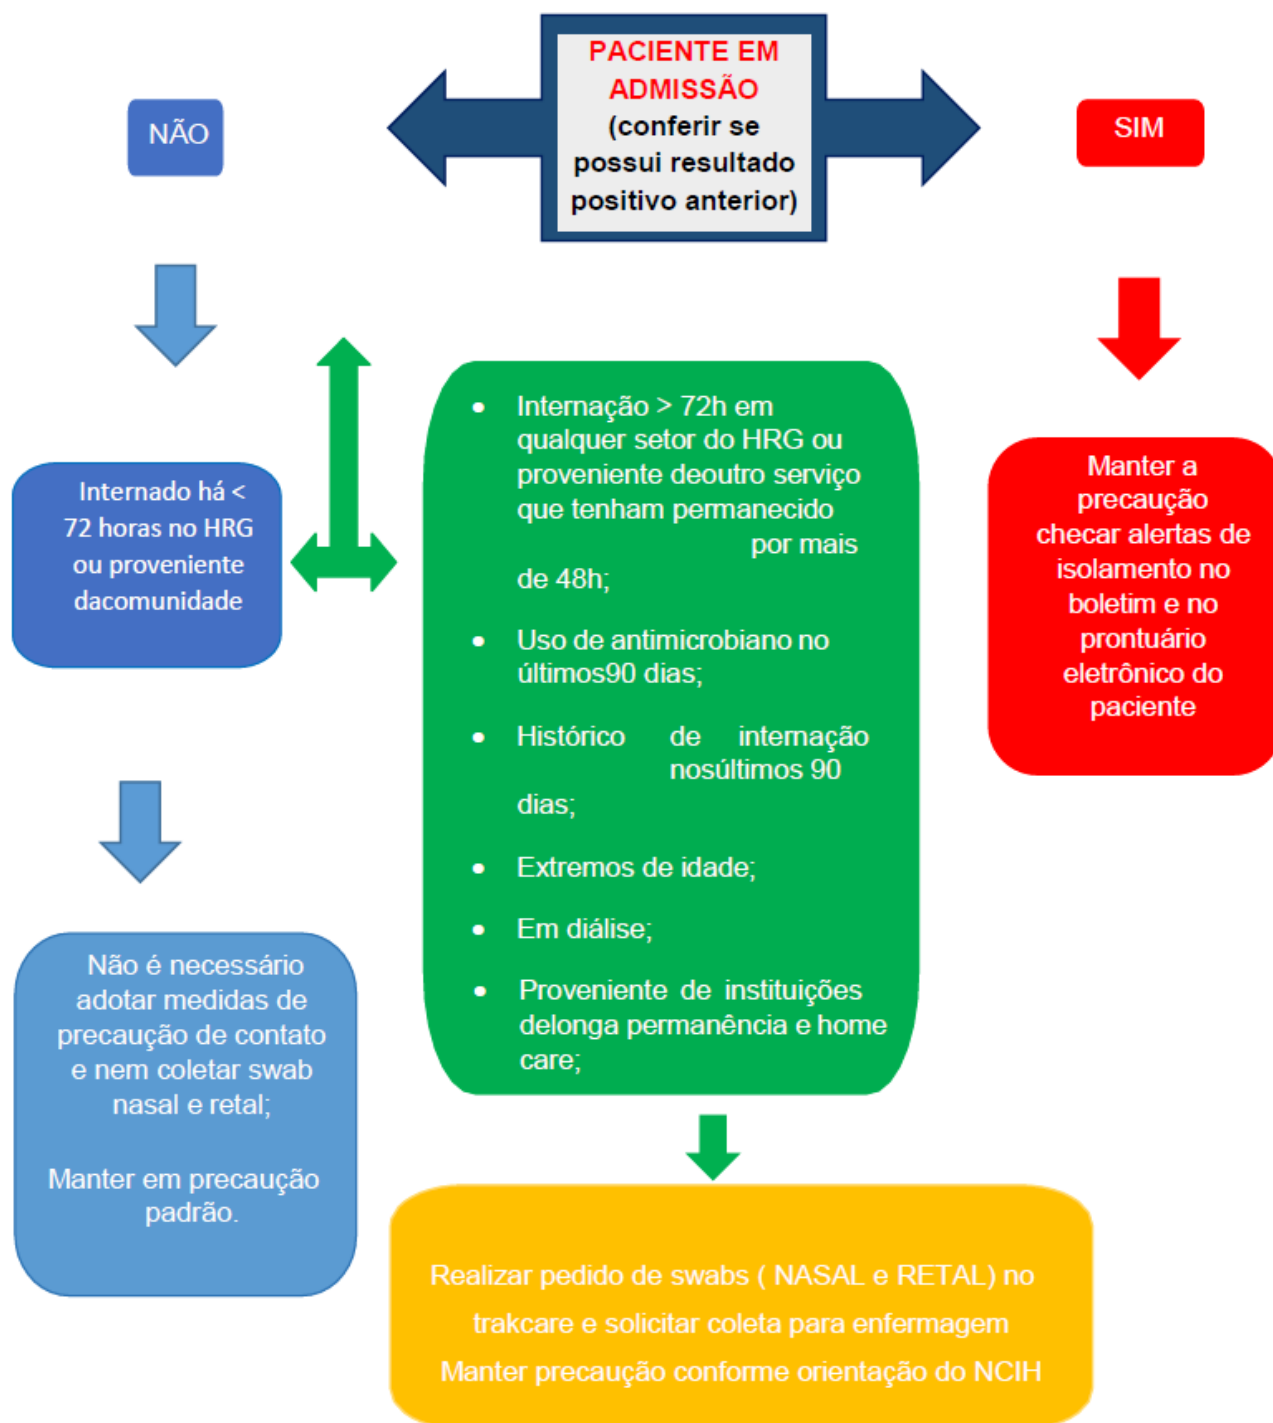 PACIENTE EM
ADMISSÃO
(conferir se
possui resultado
positivo anterior)
NÃO
SIM
Internado há <
72 horas no HRG
ou proveniente
dacomunidade
Não é necessário
adotar medidas de
precaução de contato
e nem coletar swab
nasal e retal;
Manter em precaução
padrão.
• Internação > 72h em
qualquer setor do HRG ou
proveniente deoutro serviço
que tenham permanecido
por mais
de 48h;
• Uso de antimicrobiano no
últimos90 dias;
• Histórico de internação
nosúltimos 90
dias;
• Extremos de idade;
• Em diálise;
• Proveniente de instituições
delonga permanência e home
care;
Manter a
precaução
checar alertas de
isolamento no
boletim e no
prontuário
eletrônico do
paciente
Realizar pedido de swabs ( NASAL e RETAL) no
trakcare e solicitar coleta para enfermagem
Manter precaução conforme orientação do NCIH